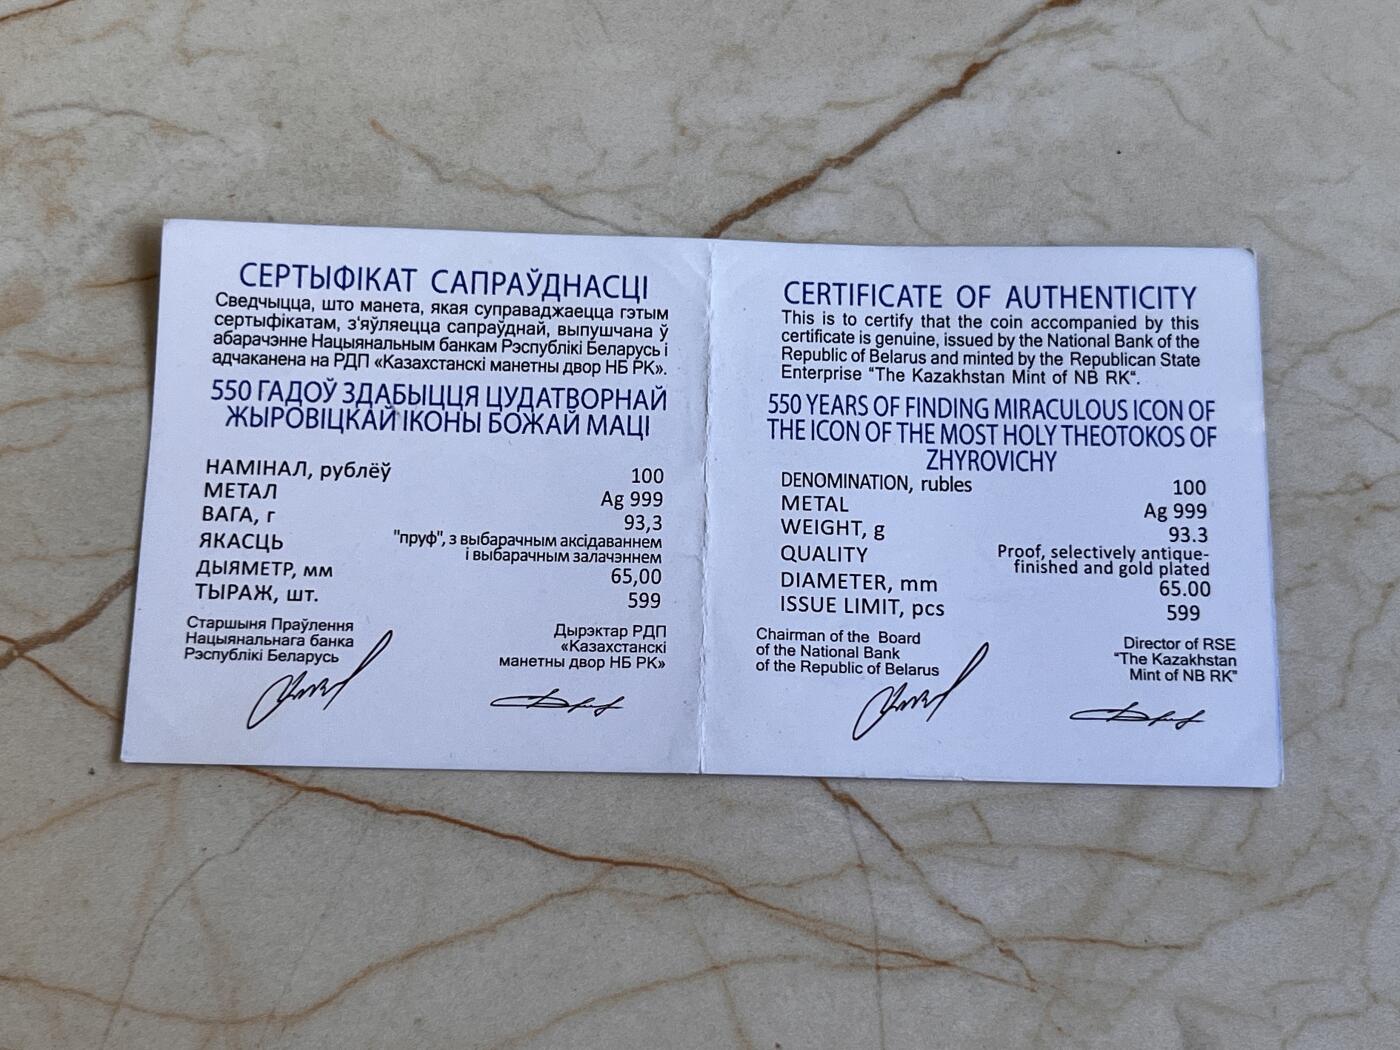 СЕРТЫФІКАТ САПРАЎДНАСЦІ
Сведчыцца, што манета, якая суправаджаецца гэтым
сертыфікатам, з'яўляецца сапраўднай, выпушчана ў
абарачэнне Нацыянальным банкам Рэспублікі Беларусь і
адчаканена на РДП «Казахстанскі манетны двор НБ РК».
550 ГАДОЎ ЗДАБЫЦЦЯ ЦУДАТВОРНАЙ
ЖЫРОВІЦКАЙ ІКОНЫ БОЖАЙ МАЦІ
НАМІНАЛ, рублёў 100
МЕТАЛ Ag 999
ВАГА, г 93,3
ЯКАСЦЬ "пруф", з выбарачным аксідаваннем
і выбарачным залачэннем
ДЫЯМЕТР, мм 65,00
ТЫРАЖ, шт. 599
Старшыня Праўлення
Нацыянальнага банка
Рэспублікі Беларусь
Дырэктар РДП
«Казахстанскі
манетны двор НБ РК»
CERTIFICATE OF AUTHENTICITY
This is to certify that the coin accompanied by this
certificate is genuine, issued by the National Bank of the
Republic of Belarus and minted by the Republican State
Enterprise “The Kazakhstan Mint of NB RK“.
550 YEARS OF FINDING MIRACULOUS ICON OF
THE ICON OF THE MOST HOLY THEOTOKOS OF
ZHYROVICHY
DENOMINATION, rubles 100
METAL Ag 999
WEIGHT, g 93.3
QUALITY Proof, selectively antique-
finished and gold plated
DIAMETER, mm 65.00
ISSUE LIMIT, pcs 599
Chairman of the Board
of the National Bank
of the Republic of Belarus
Director of RSE
“The Kazakhstan
Mint of NB RK“